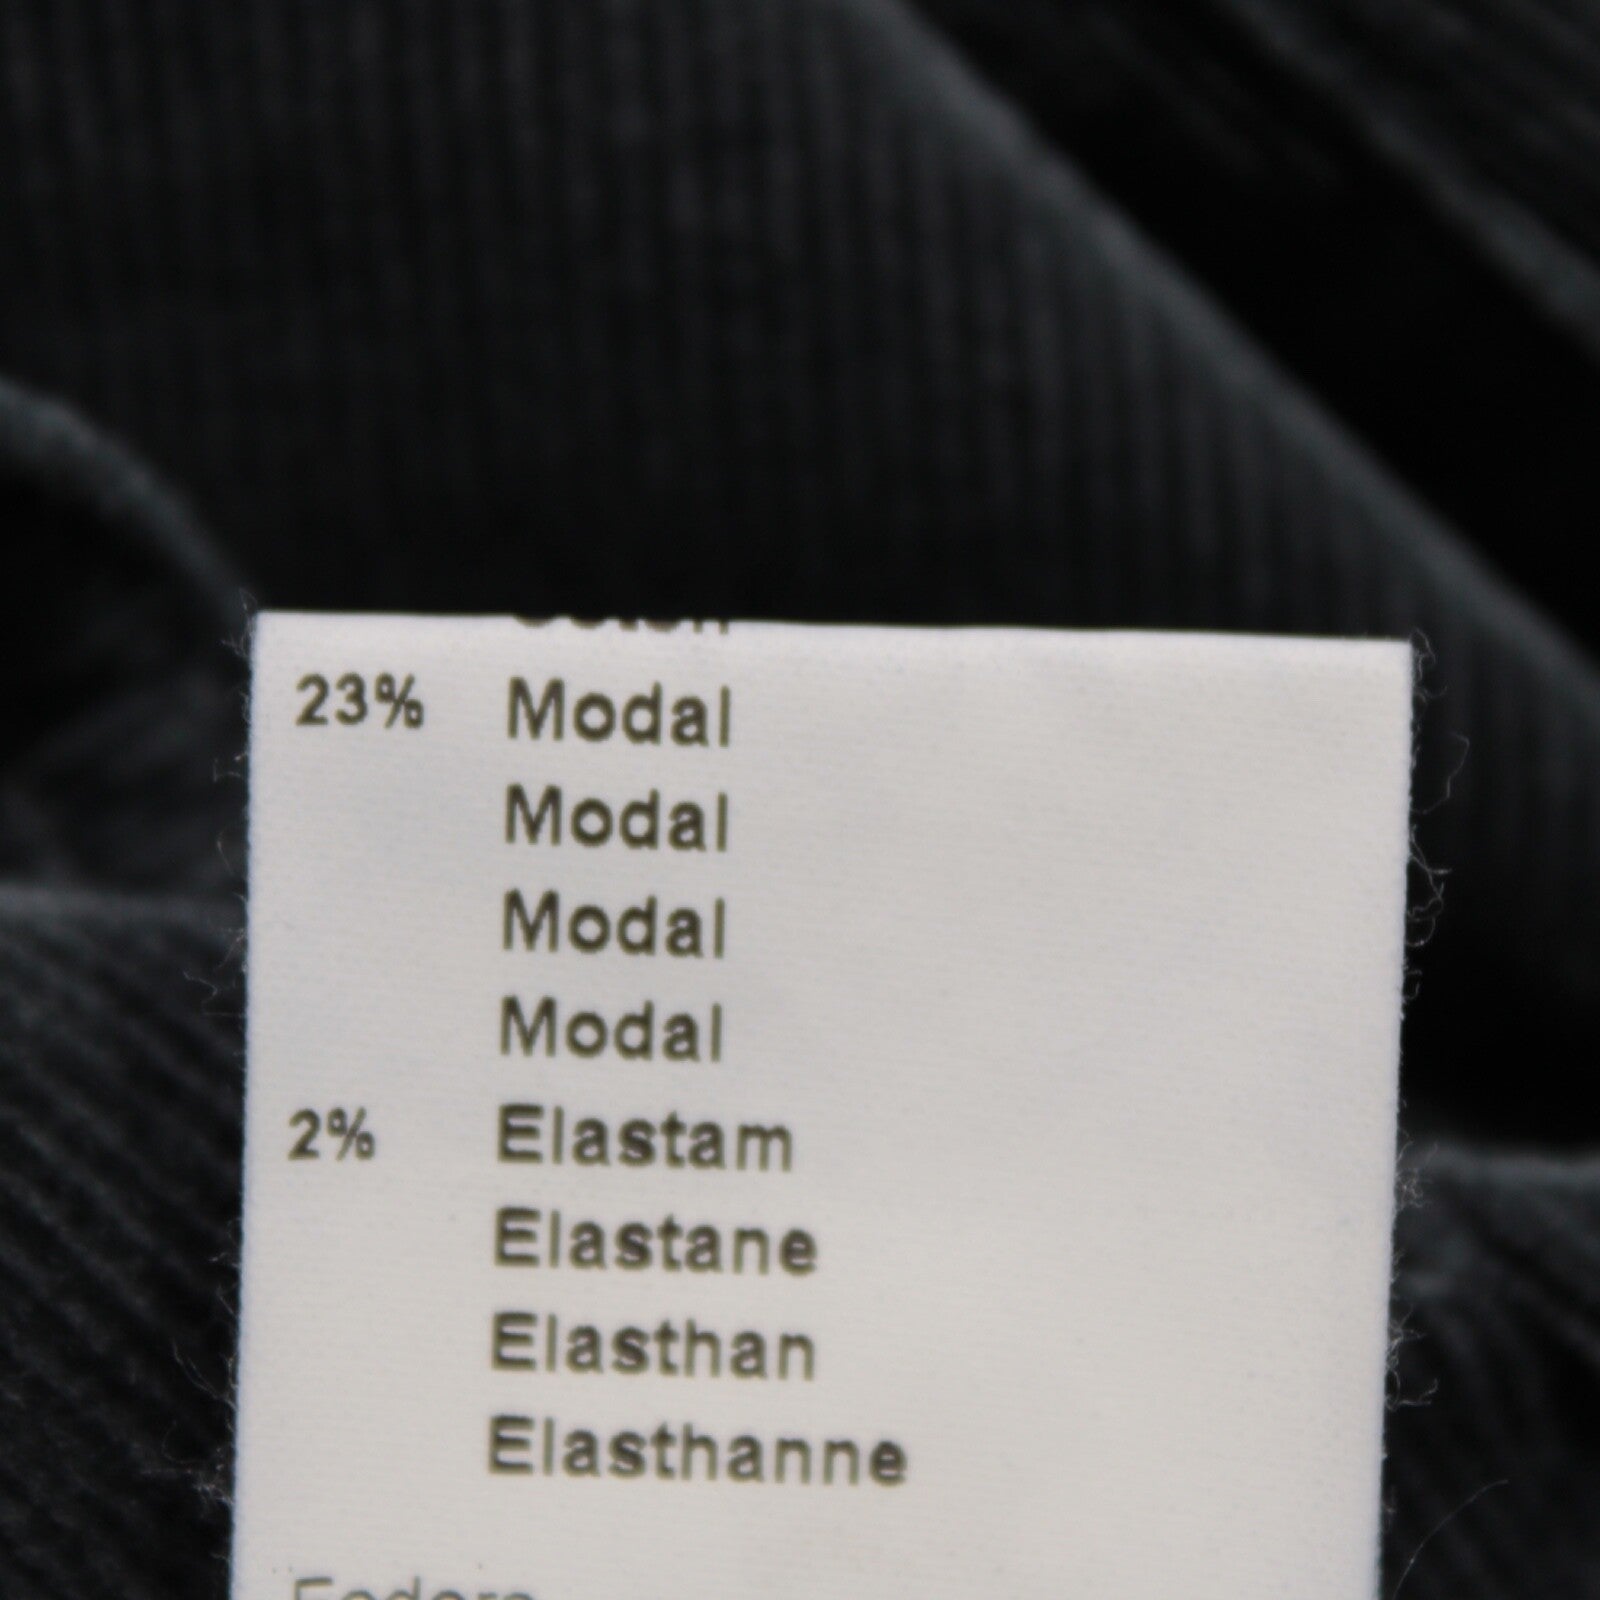 23% Modal
Modal
Modal
Modal
2% Elastam
Elastane
Elasthan
Elasthanne